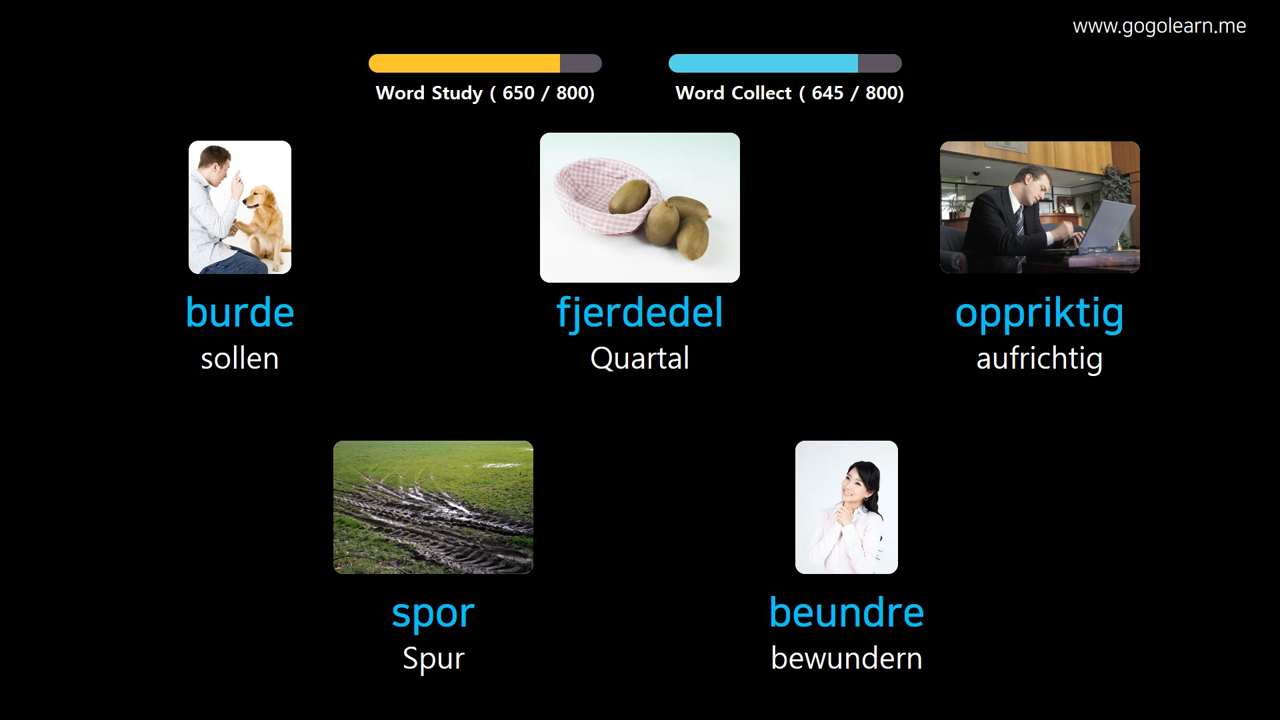 www.gogolearn.me
Word Study ( 650 / 800)
Word Collect ( 645 / 800)
burde
sollen
fjerdedel
Quartal
oppriktig
aufrichtig
spor
Spur
beundre
bewundern